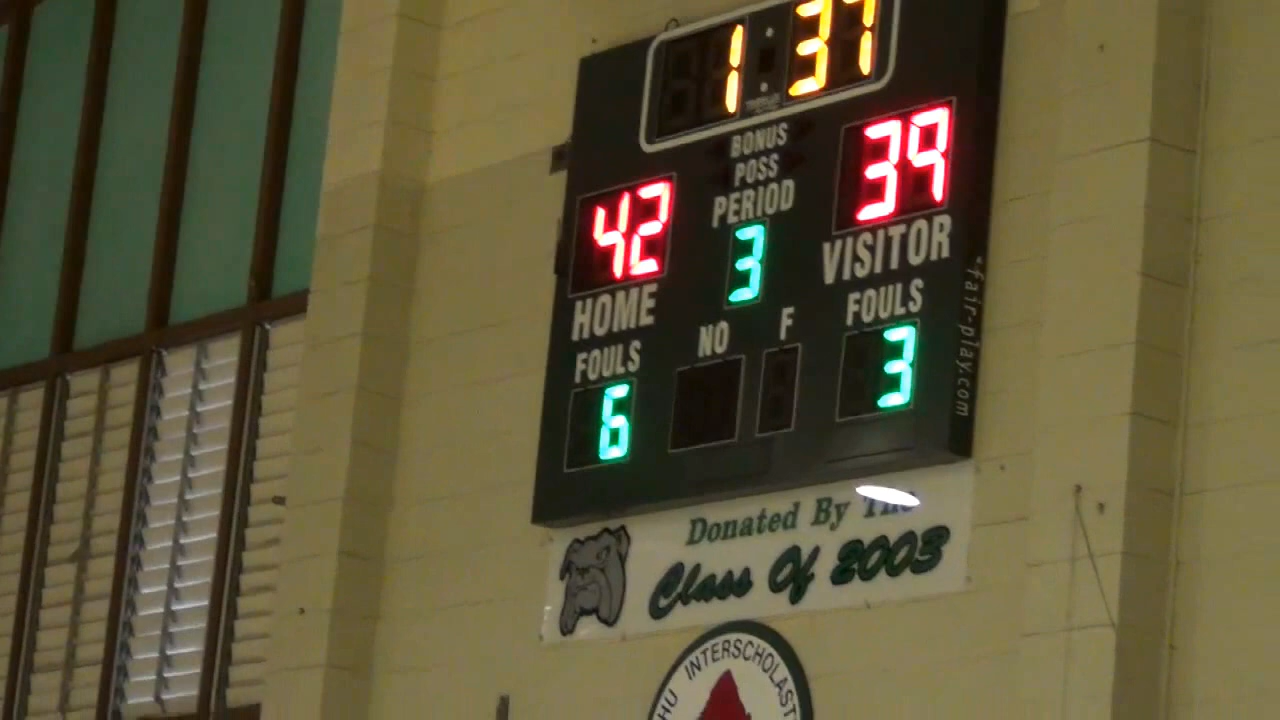 1:37
BONUS
POSS
PERIOD
42 3 39
HOME VISITOR
FOULS NO F FOULS
6 3
fair-play.com
Donated By The
Class Of 2003
HU INTERSCHOLAST